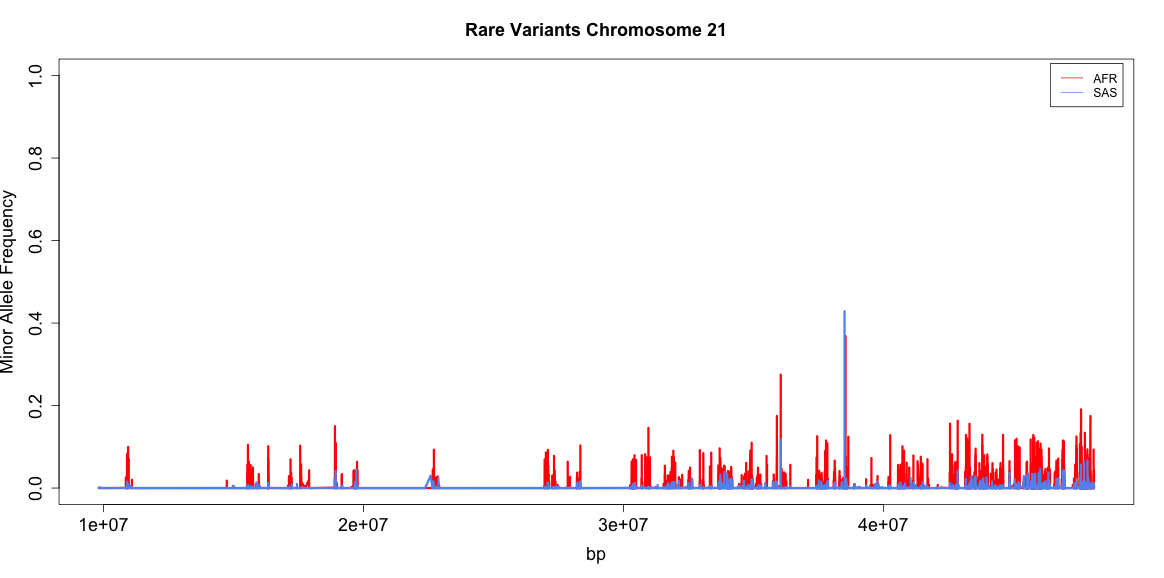 Rare Variants Chromosome 21
AFR
SAS
Minor Allele Frequency
1.0
0.8
0.6
0.4
0.2
0.0
1e+07
2e+07
3e+07
4e+07
bp